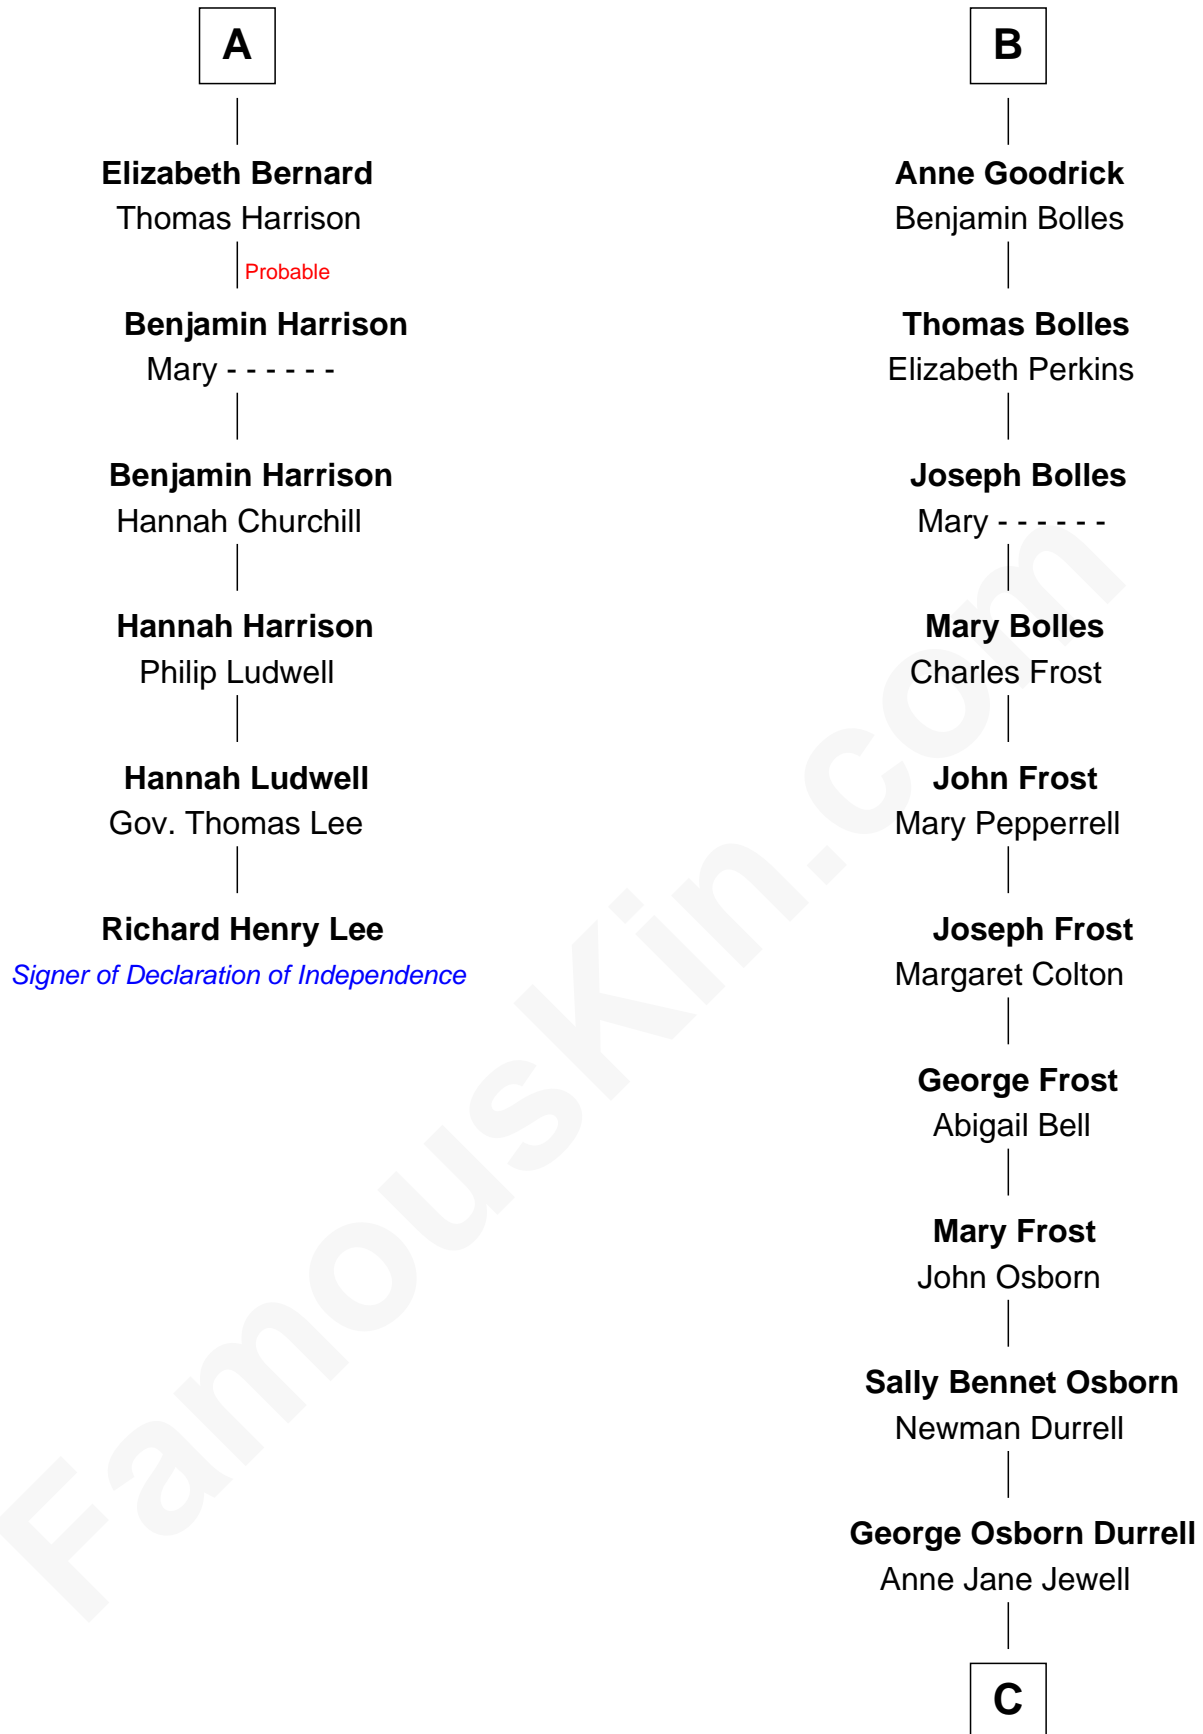 A
Elizabeth Bernard
Thomas Harrison
Probable
Benjamin Harrison
Mary - - - - - -
Benjamin Harrison
Hannah Churchill
Hannah Harrison
Philip Ludwell
Hannah Ludwell
Gov. Thomas Lee
Richard Henry Lee
Signer of Declaration of Independence
B
Anne Goodrick
Benjamin Bolles
Thomas Bolles
Elizabeth Perkins
Joseph Bolles
Mary - - - - - -
Mary Bolles
Charles Frost
John Frost
Mary Pepperrell
Joseph Frost
Margaret Colton
George Frost
Abigail Bell
Mary Frost
John Osborn
Sally Bennet Osborn
Newman Durrell
George Osborn Durrell
Anne Jane Jewell
C
FamousKin.com